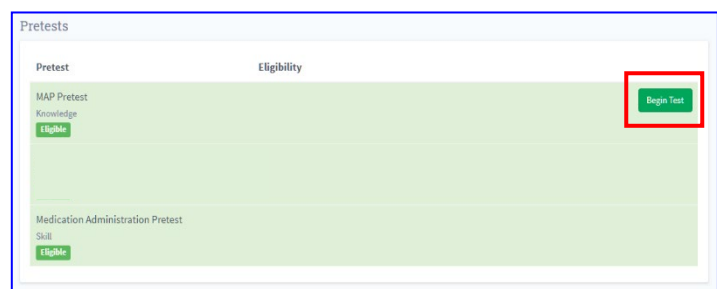 Pretests
Pretest Eligibility
MAP Pretest
Begin Test
Knowledge
Eligible
Medication Administration Pretest
Skill
Eligible